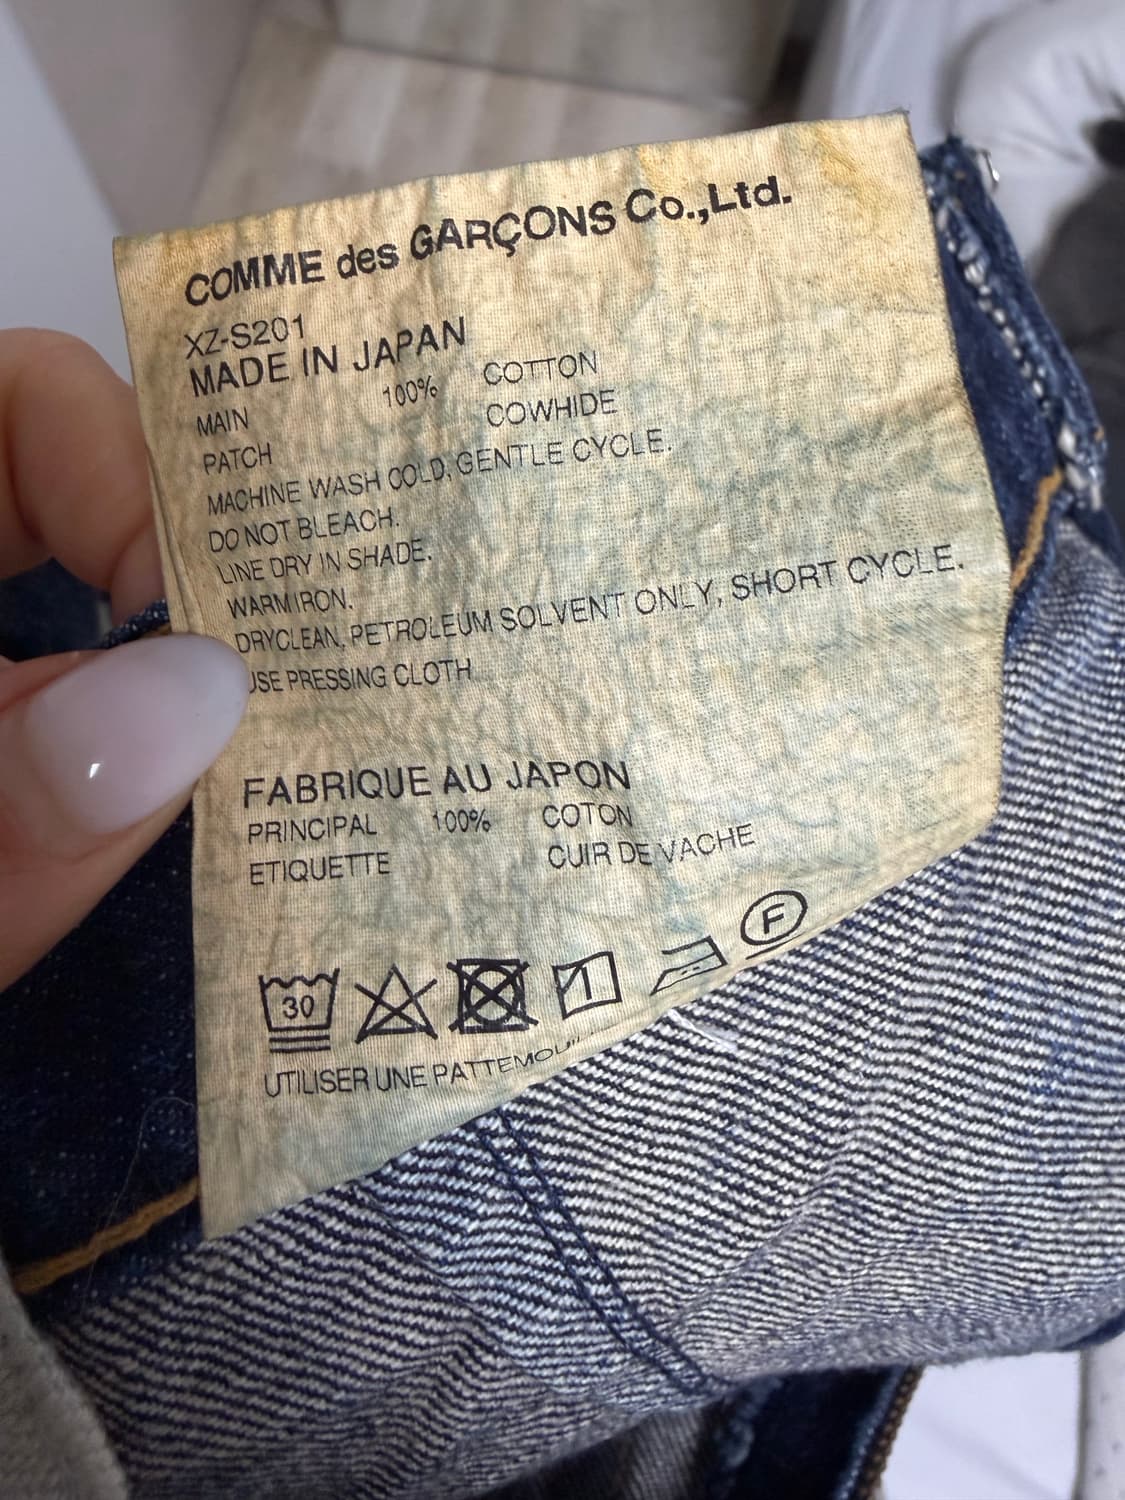 COMME des GARÇONS Co.,Ltd.
XZ-S201
MADE IN JAPAN
MAIN 100% COTTON
PATCH COWHIDE
MACHINE WASH COLD, GENTLE CYCLE.
DO NOT BLEACH.
LINE DRY IN SHADE.
WARM IRON.
DRYCLEAN, PETROLEUM SOLVENT ONLY, SHORT CYCLE.
USE PRESSING CLOTH
FABRIQUE AU JAPON
PRINCIPAL 100% COTON
ETIQUETTE CUIR DE VACHE
30 F
UTILISER UNE